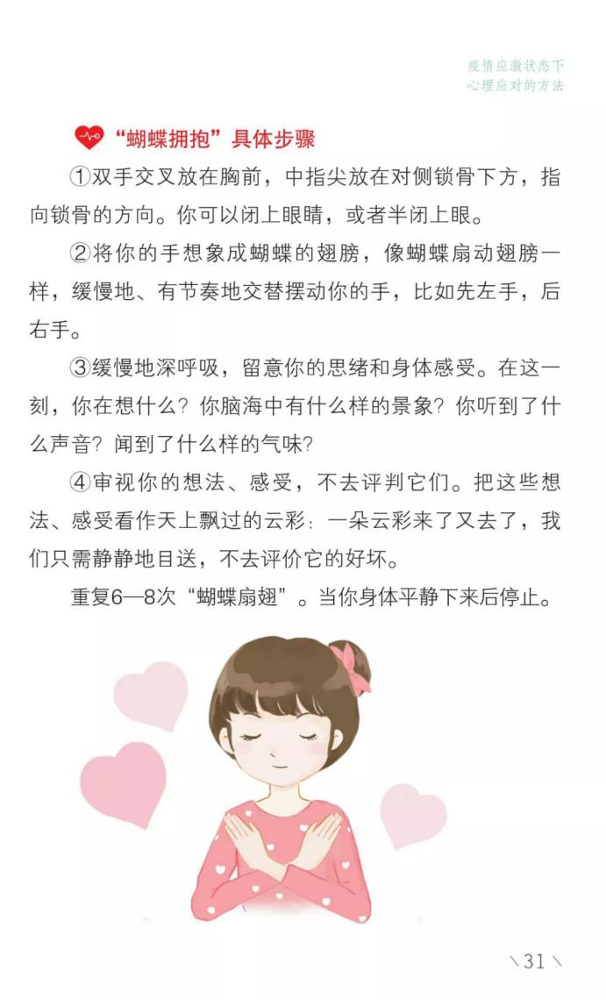 疫情应激状态下
心理应对的方法
“蝴蝶拥抱”具体步骤
①双手交叉放在胸前，中指尖放在对侧锁骨下方，指
向锁骨的方向。你可以闭上眼睛，或者半闭上眼。
②将你的手想象成蝴蝶的翅膀，像蝴蝶扇动翅膀一
样，缓慢地、有节奏地交替摆动你的手，比如先左手，后
右手。
③缓慢地深呼吸，留意你的思绪和身体感受。在这一
刻，你在想什么？你脑海中有什么样的景象？你听到了什
么声音？闻到了什么样的气味？
④审视你的想法、感受，不去评判它们。把这些想
法、感受看作天上飘过的云彩：一朵云彩来了又去了，我
们只需静静地目送，不去评价它的好坏。
重复6—8次“蝴蝶扇翅”。当你身体平静下来后停止。
\31\